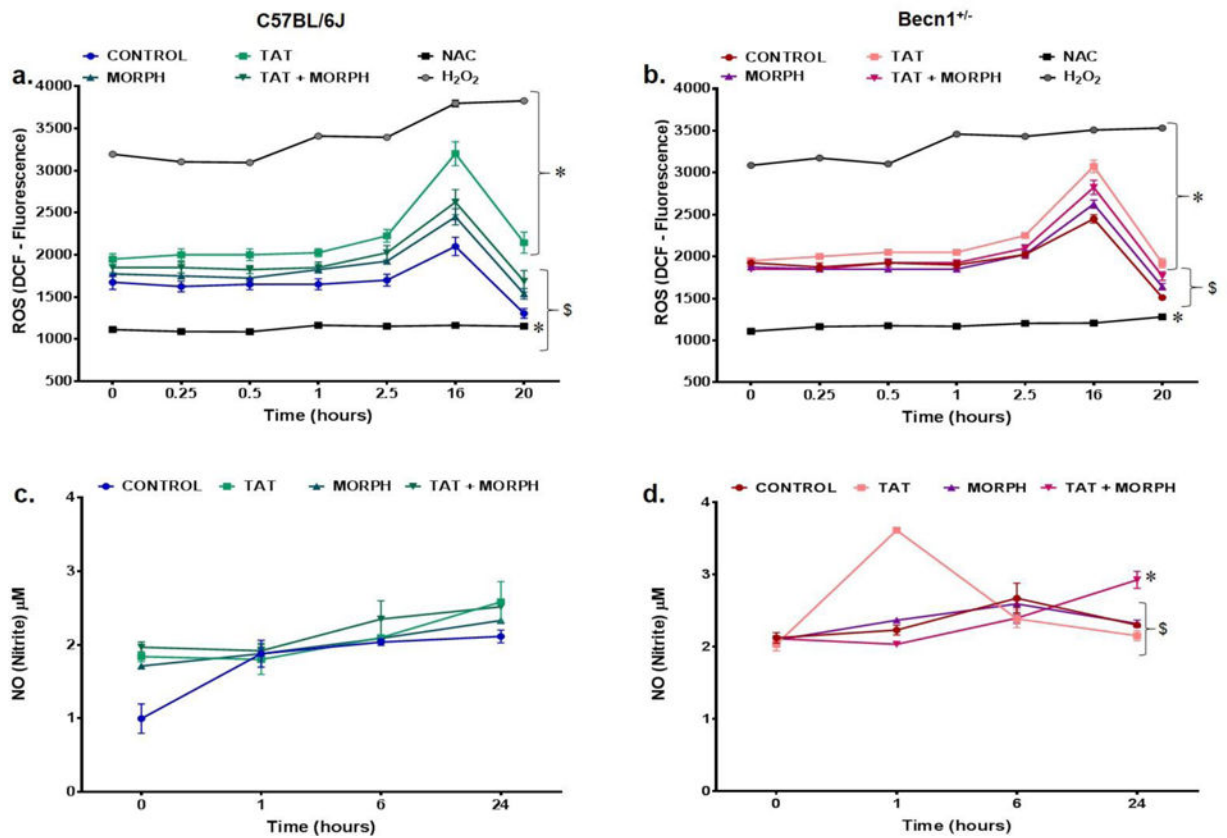 C57BL/6J
CONTROL TAT NAC
MORPH TAT + MORPH H₂O₂
a.
ROS (DCF - Fluorescence)
4000
3500
3000
2500
2000
1500
1000
500
*
$
*
0 0.25 0.5 1 2.5 16 20
Time (hours)
Becn1⁺/⁻
CONTROL TAT NAC
MORPH TAT + MORPH H₂O₂
b.
ROS (DCF - Fluorescence)
4000
3500
3000
2500
2000
1500
1000
500
*
$
*
0 0.25 0.5 1 2.5 16 20
Time (hours)
c.
CONTROL TAT MORPH TAT + MORPH
NO (Nitrite) μM
4
3
2
1
0
0 1 6 24
Time (hours)
d.
CONTROL TAT MORPH TAT + MORPH
NO (Nitrite) μM
4
3
2
1
0
*
$
0 1 6 24
Time (hours)